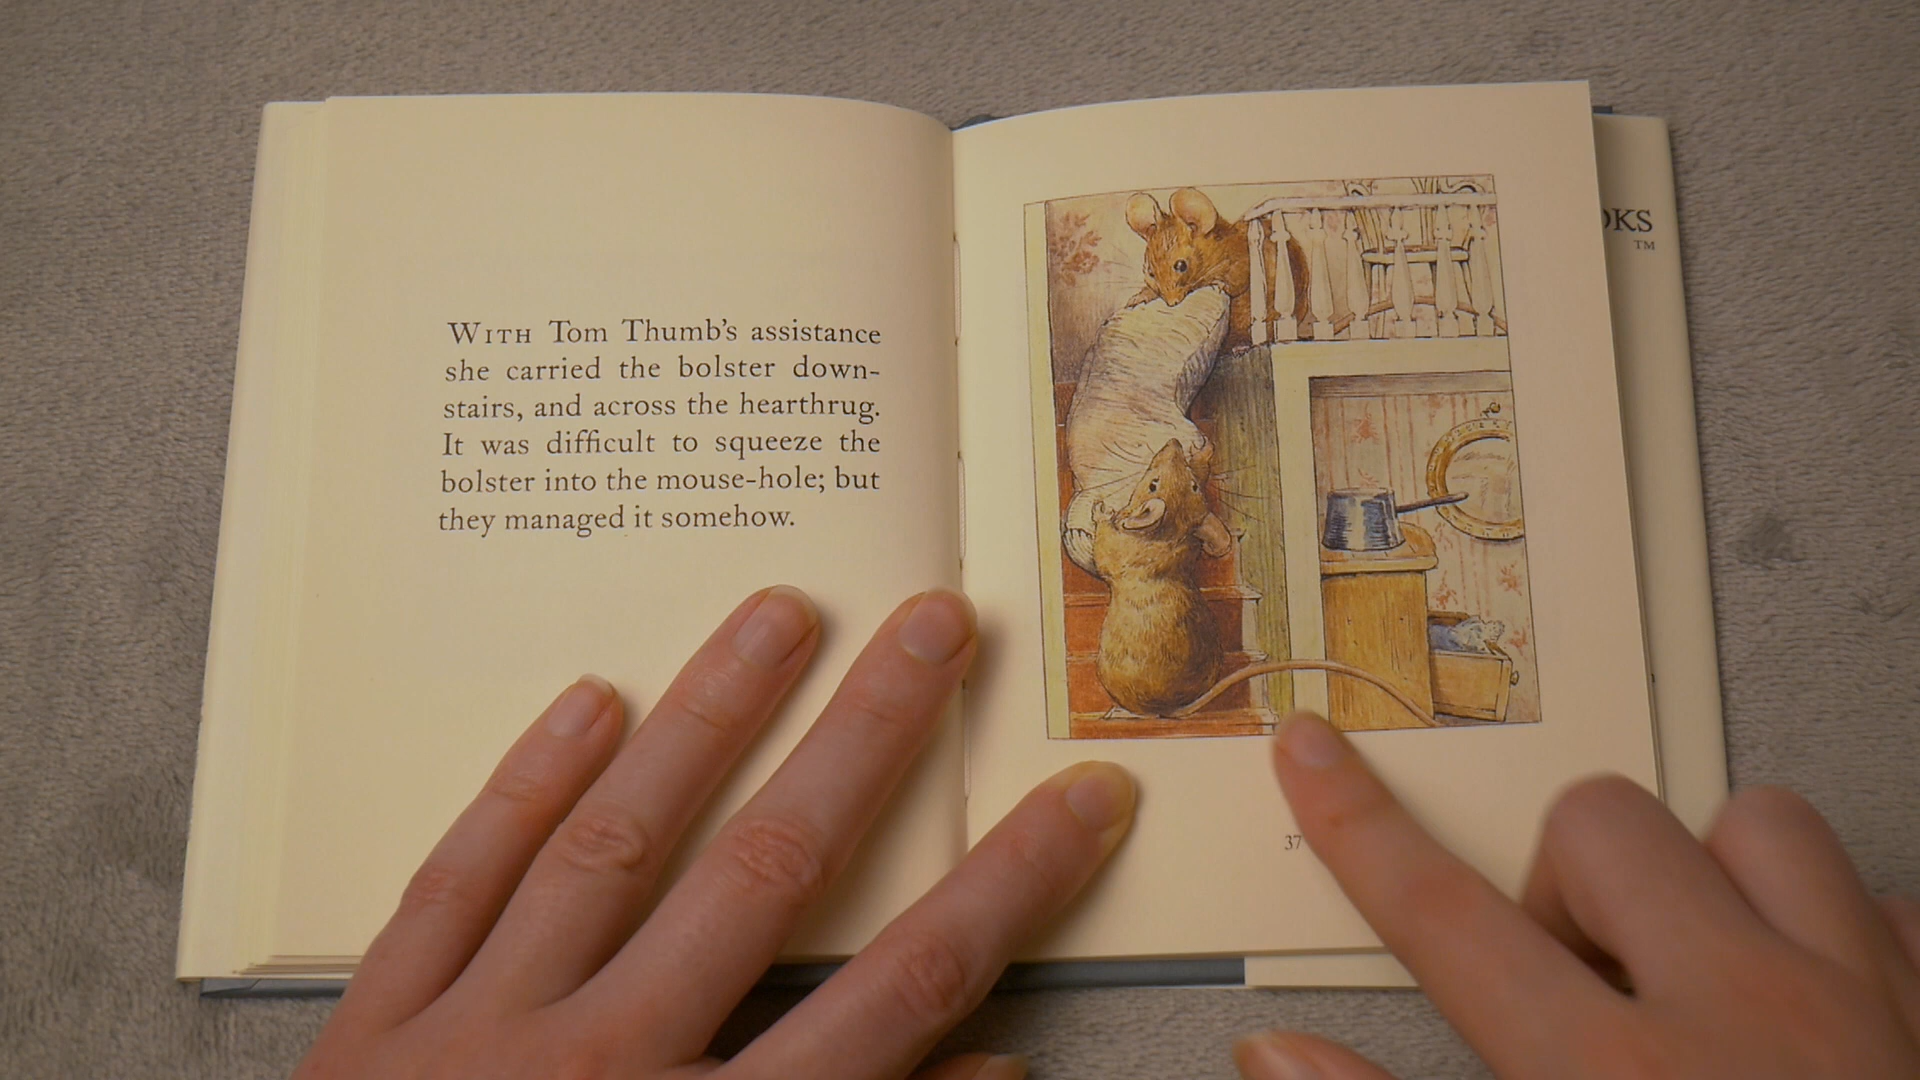 WITH Tom Thumb's assistance
she carried the bolster down-
stairs, and across the hearthrug.
It was difficult to squeeze the
bolster into the mouse-hole; but
they managed it somehow.
37
TM